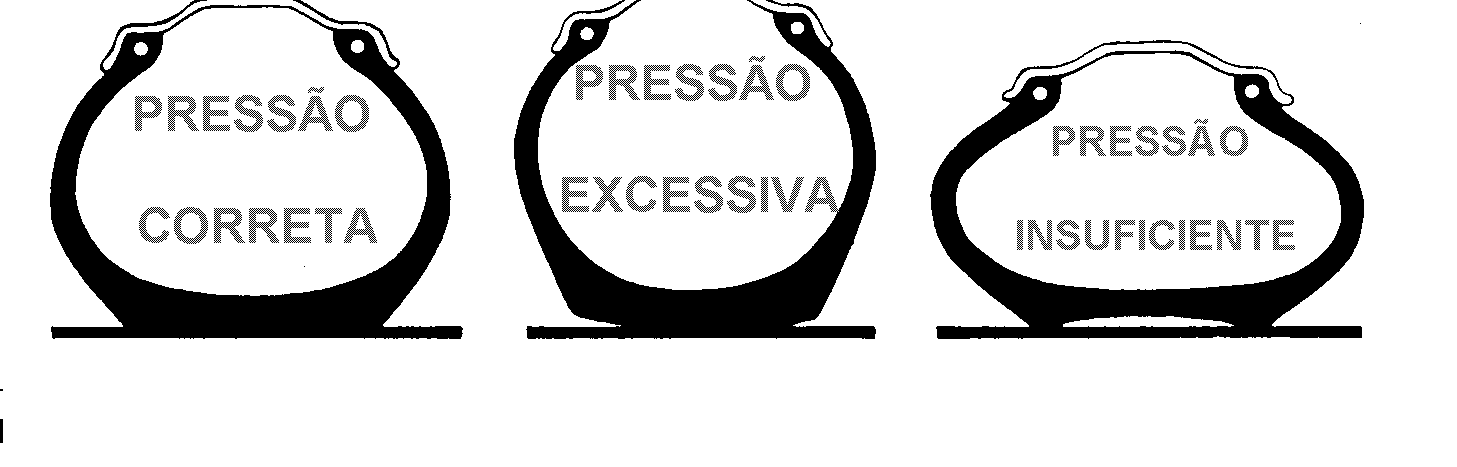 PRESSÃO
CORRETA
PRESSÃO
EXCESSIVA
PRESSÃO
INSUFICIENTE